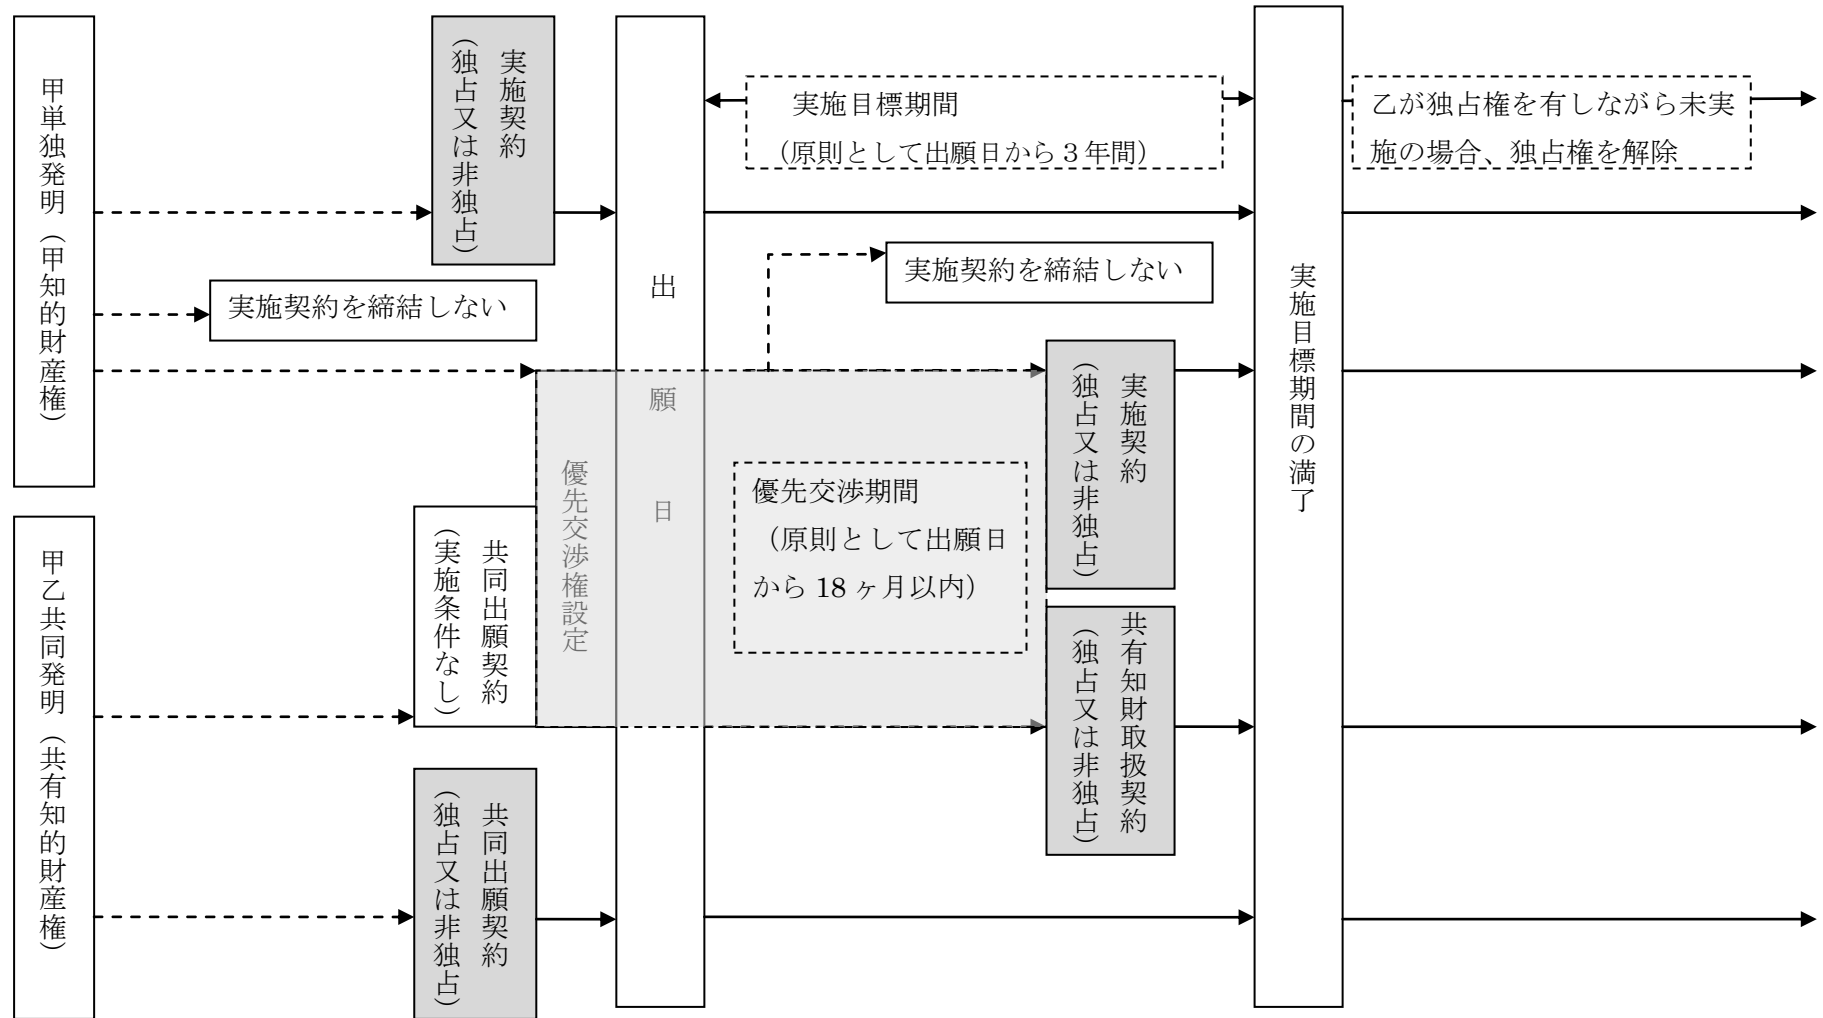 甲単独発明（甲知的財産権）
実施契約
（独占又は非独占）
実施契約を締結しない
出願日
実施目標期間
（原則として出願日から３年間）
乙が独占権を有しながら未実
施の場合、独占権を解除
実施契約を締結しない
実施目標期間の満了
優先交渉権設定
優先交渉期間
（原則として出願日
から 18 ヶ月以内）
実施契約
（独占又は非独占）
甲乙共同発明（共有知的財産権）
共同出願契約
（実施条件なし）
共有知財取扱契約
（独占又は非独占）
共同出願契約
（独占又は非独占）